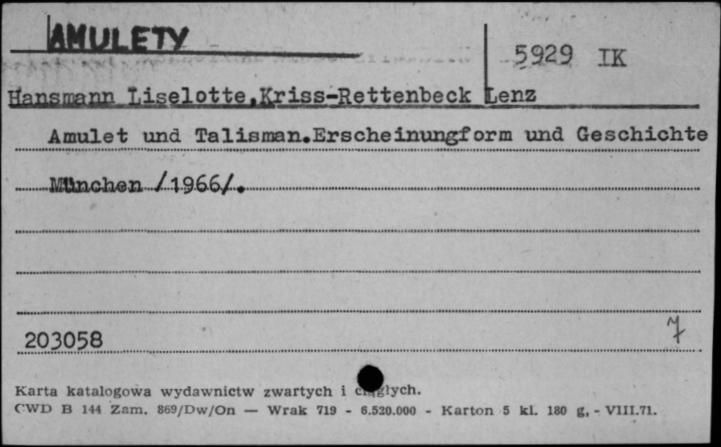 AMULETY
5929 IK
Hansmann Liselotte,Kriss-Rettenbeck Lenz
Amulet und Talisman.Erscheinungform und Geschichte
München /1966/.
203058
Karta katalogowa wydawnictw zwartych i ciągłych.
CWD B 144 Zam. 869/Dw/On — Wrak 719 - 6.520.000 - Karton 5 kl. 180 g, - VIII.71.